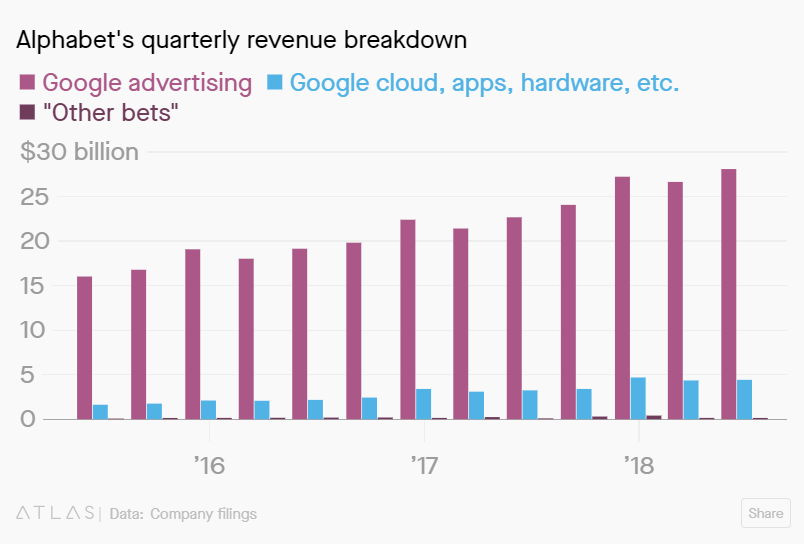 Alphabet's quarterly revenue breakdown
Google advertising Google cloud, apps, hardware, etc.
"Other bets"
$30 billion
25
20
15
10
5
0
’16 ’17 ’18
ATLAS | Data: Company filings Share